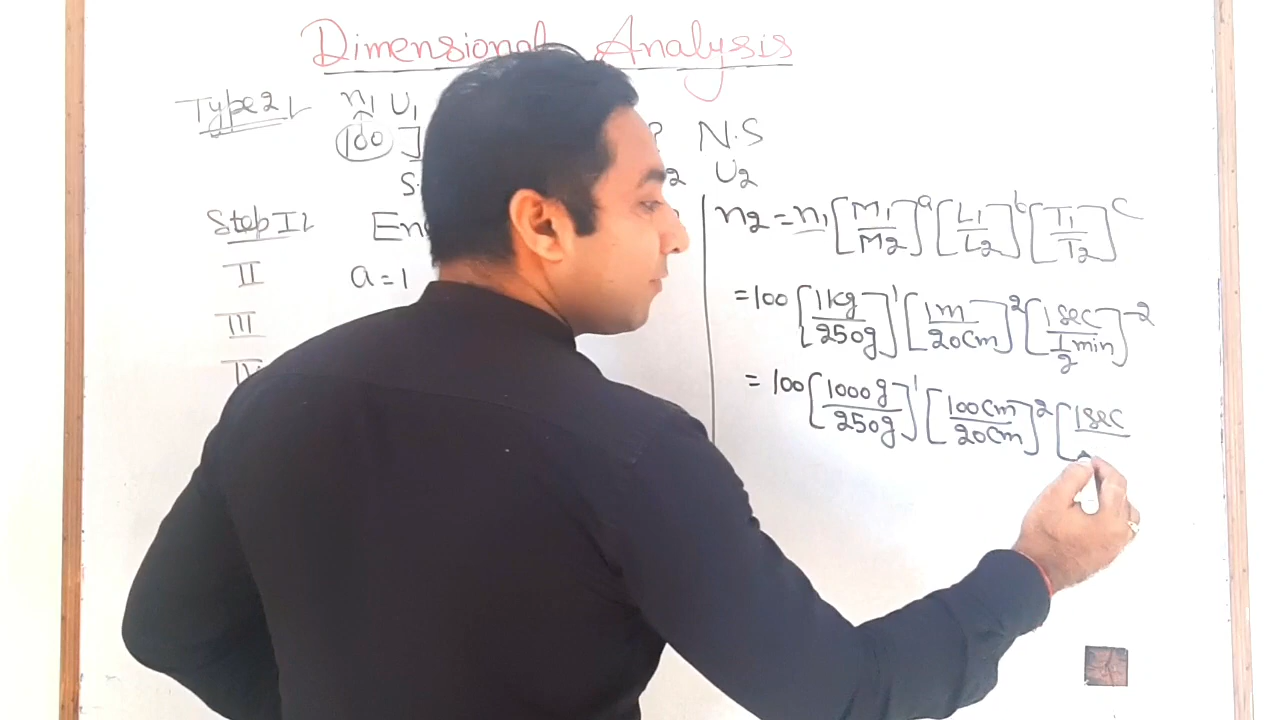 Dimensional Analysis
Type 2
n1 U1
100 J ? N.S
S. 2 U2
Step I En
II a = 1
III
IV
n2 = n1 [M1/M2]^a [L1/L2]^b [T1/T2]^c
= 100 [1kg/250g]^1 [1m/20cm]^2 [1sec/½min]^-2
= 100 [1000g/250g]^1 [100cm/20cm]^2 [1sec